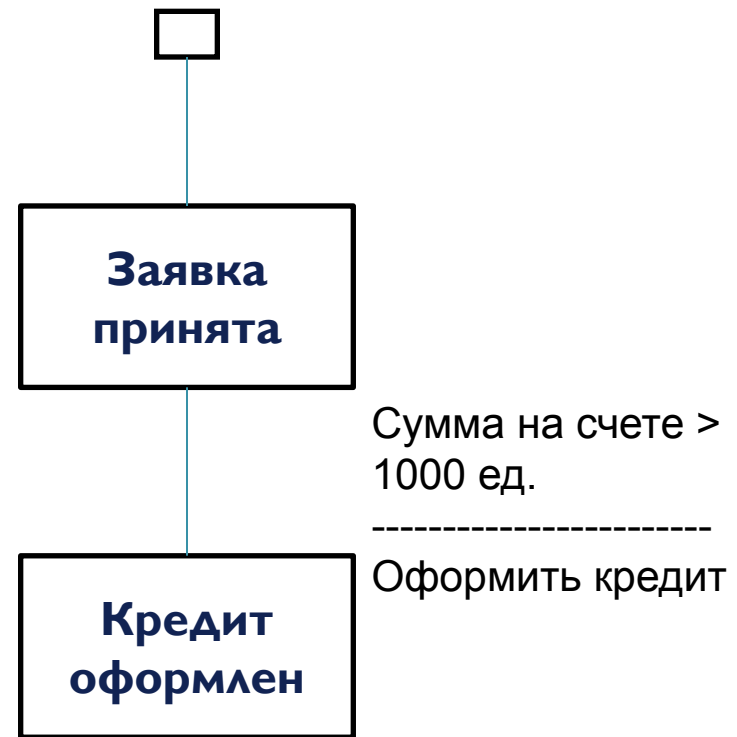 Заявка
принята
Сумма на счете >
1000 ед.
------------------------
Оформить кредит
Кредит
оформлен